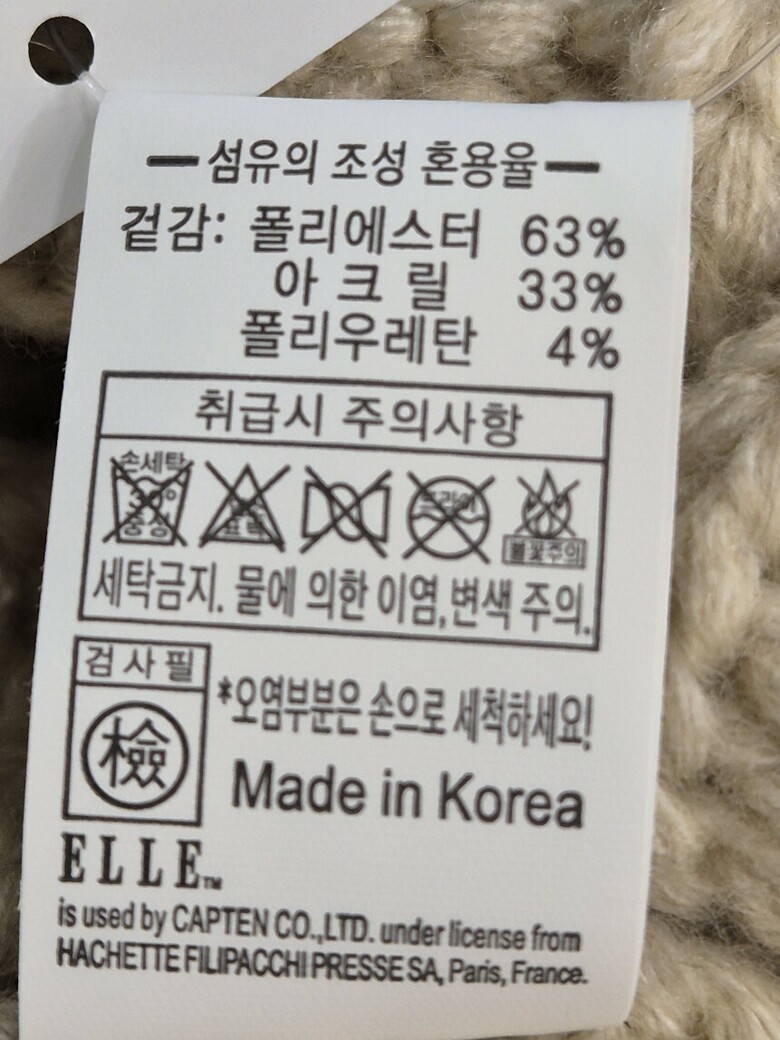 섬유의 조성 혼용율
겉감: 폴리에스터 63%
아크릴 33%
폴리우레탄 4%
취급시 주의사항
손세탁
30°
중성
드라이
불꽃주의
세탁금지. 물에 의한 이염,변색 주의.
검사필
檢
*오염부분은 손으로 세척하세요!
Made in Korea
ELLE™
is used by CAPTEN CO.,LTD. under license from
HACHETTE FILIPACCHI PRESSE SA, Paris, France.